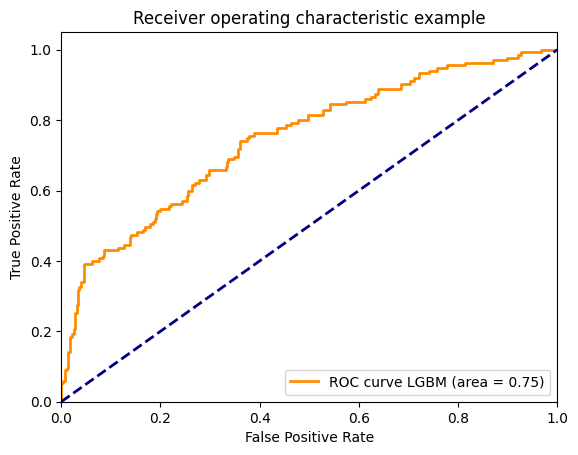 Receiver operating characteristic example
True Positive Rate
1.0
0.8
0.6
0.4
0.2
0.0
ROC curve LGBM (area = 0.75)
0.0 0.2 0.4 0.6 0.8 1.0
False Positive Rate